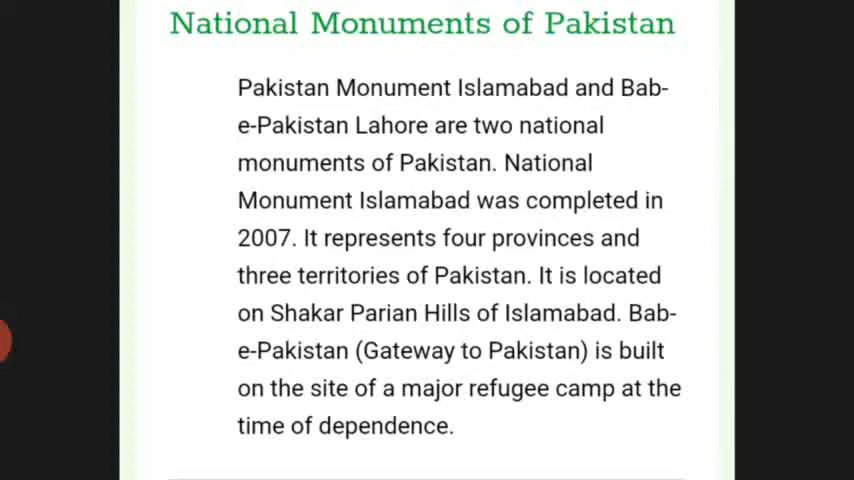 National Monuments of Pakistan
Pakistan Monument Islamabad and Bab-
e-Pakistan Lahore are two national
monuments of Pakistan. National
Monument Islamabad was completed in
2007. It represents four provinces and
three territories of Pakistan. It is located
on Shakar Parian Hills of Islamabad. Bab-
e-Pakistan (Gateway to Pakistan) is built
on the site of a major refugee camp at the
time of dependence.